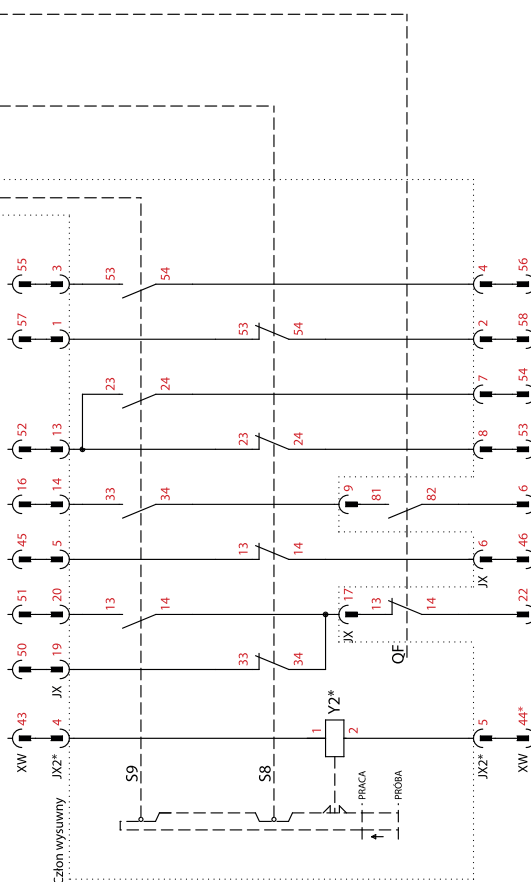 55 3 53 54 4 56
57 1 53 54 2 58
23 24 7 54
52 13 23 24 8 53
16 14 33 34 9 81 82 6
45 5 13 14 6 46
JX
51 20 13 14 17 13 14 22
JX
QF
50 19 33 34
JX
Y2*
43 4 1 2 5 44*
XW JX2* JX2* XW
S9
S8
PRACA
PRÓBA
Człon wysuwny